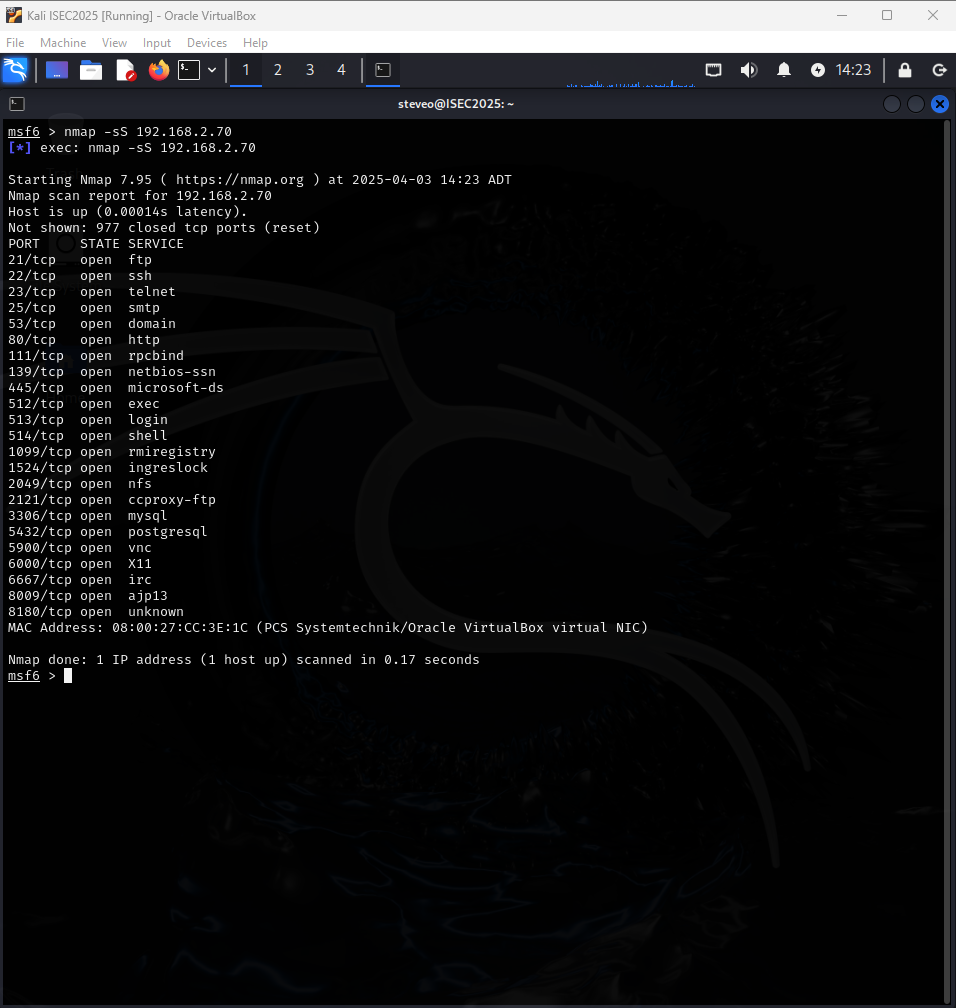 Kali ISEC2025 [Running] - Oracle VirtualBox
File Machine View Input Devices Help
1 2 3 4 14:23
steveo@ISEC2025: ~
msf6 > nmap -sS 192.168.2.70
[*] exec: nmap -sS 192.168.2.70
Starting Nmap 7.95 ( https://nmap.org ) at 2025-04-03 14:23 ADT
Nmap scan report for 192.168.2.70
Host is up (0.00014s latency).
Not shown: 977 closed tcp ports (reset)
PORT STATE SERVICE
21/tcp open ftp
22/tcp open ssh
23/tcp open telnet
25/tcp open smtp
53/tcp open domain
80/tcp open http
111/tcp open rpcbind
139/tcp open netbios-ssn
445/tcp open microsoft-ds
512/tcp open exec
513/tcp open login
514/tcp open shell
1099/tcp open rmiregistry
1524/tcp open ingreslock
2049/tcp open nfs
2121/tcp open ccproxy-ftp
3306/tcp open mysql
5432/tcp open postgresql
5900/tcp open vnc
6000/tcp open X11
6667/tcp open irc
8009/tcp open ajp13
8180/tcp open unknown
MAC Address: 08:00:27:CC:3E:1C (PCS Systemtechnik/Oracle VirtualBox virtual NIC)
Nmap done: 1 IP address (1 host up) scanned in 0.17 seconds
msf6 >